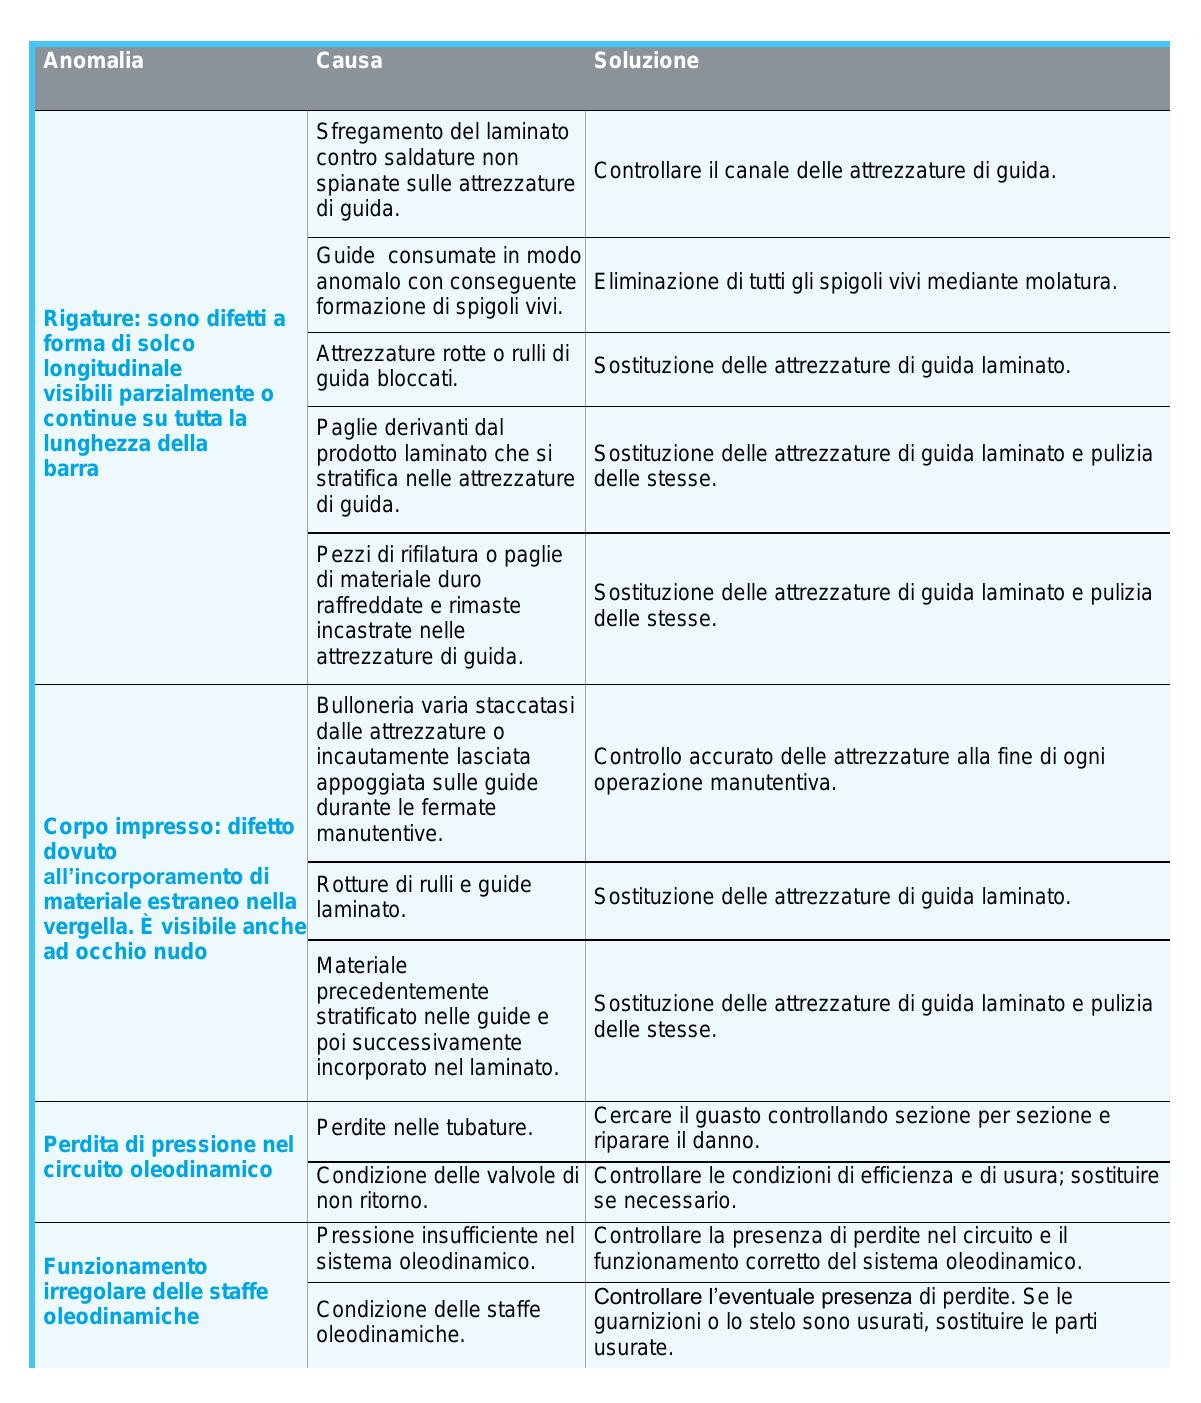 Anomalia
Causa
Soluzione
Rigature: sono difetti a
forma di solco
longitudinale
visibili parzialmente o
continue su tutta la
lunghezza della
barra
Sfregamento del laminato
contro saldature non
spianate sulle attrezzature
di guida.
Controllare il canale delle attrezzature di guida.
Guide  consumate in modo
anomalo con conseguente
formazione di spigoli vivi.
Eliminazione di tutti gli spigoli vivi mediante molatura.
Attrezzature rotte o rulli di
guida bloccati.
Sostituzione delle attrezzature di guida laminato.
Paglie derivanti dal
prodotto laminato che si
stratifica nelle attrezzature
di guida.
Sostituzione delle attrezzature di guida laminato e pulizia
delle stesse.
Pezzi di rifilatura o paglie
di materiale duro
raffreddate e rimaste
incastrate nelle
attrezzature di guida.
Sostituzione delle attrezzature di guida laminato e pulizia
delle stesse.
Corpo impresso: difetto
dovuto
all’incorporamento di
materiale estraneo nella
vergella. È visibile anche
ad occhio nudo
Bulloneria varia staccatasi
dalle attrezzature o
incautamente lasciata
appoggiata sulle guide
durante le fermate
manutentive.
Controllo accurato delle attrezzature alla fine di ogni
operazione manutentiva.
Rotture di rulli e guide
laminato.
Sostituzione delle attrezzature di guida laminato.
Materiale
precedentemente
stratificato nelle guide e
poi successivamente
incorporato nel laminato.
Sostituzione delle attrezzature di guida laminato e pulizia
delle stesse.
Perdita di pressione nel
circuito oleodinamico
Perdite nelle tubature.
Cercare il guasto controllando sezione per sezione e
riparare il danno.
Condizione delle valvole di
non ritorno.
Controllare le condizioni di efficienza e di usura; sostituire
se necessario.
Funzionamento
irregolare delle staffe
oleodinamiche
Pressione insufficiente nel
sistema oleodinamico.
Controllare la presenza di perdite nel circuito e il
funzionamento corretto del sistema oleodinamico.
Condizione delle staffe
oleodinamiche.
Controllare l’eventuale presenza di perdite. Se le
guarnizioni o lo stelo sono usurati, sostituire le parti
usurate.